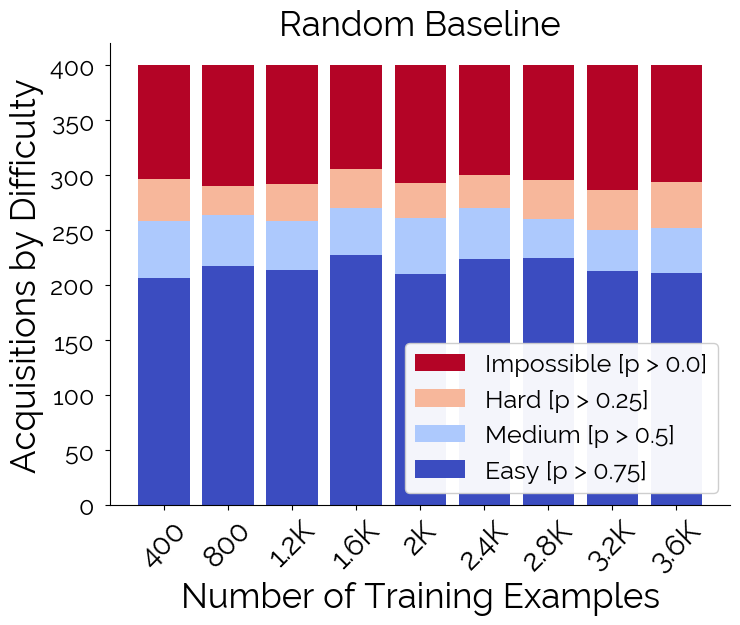 Random Baseline
Acquisitions by Difficulty
400
350
300
250
200
150
100
50
0
Impossible [p > 0.0]
Hard [p > 0.25]
Medium [p > 0.5]
Easy [p > 0.75]
400
800
1.2K
1.6K
2K
2.4K
2.8K
3.2K
3.6K
Number of Training Examples